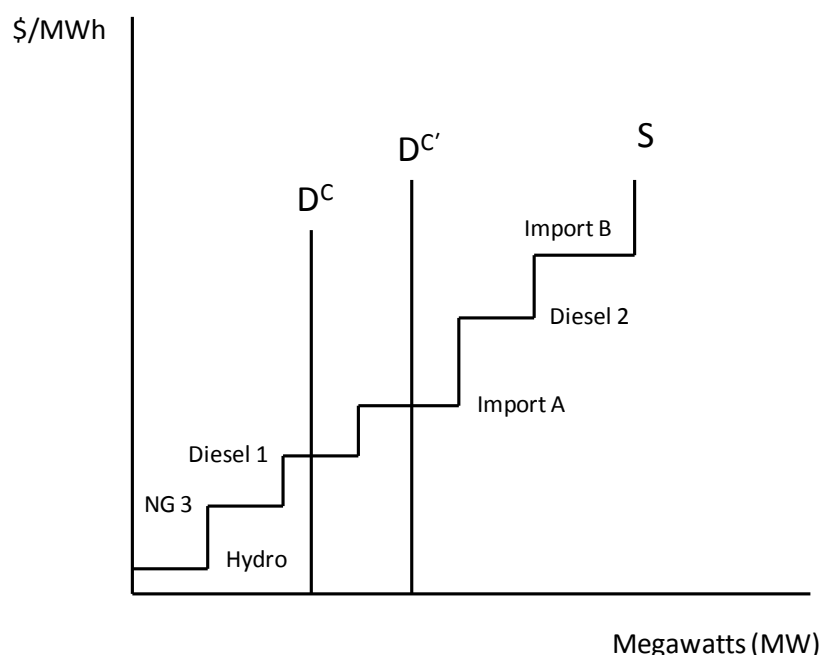 $/MWh
D^C′
S
D^C
Import B
Diesel 2
Import A
Diesel 1
NG 3
Hydro
Megawatts (MW)